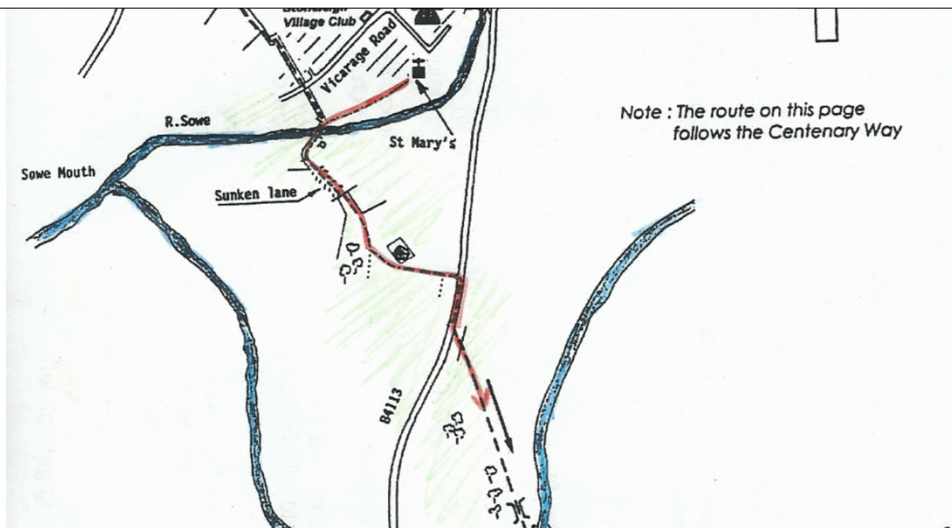 Village Club
Vicarage Road
Note : The route on this page
follows the Centenary Way
R.Sowe
St Mary's
Sowe Mouth
Sunken lane
B4113